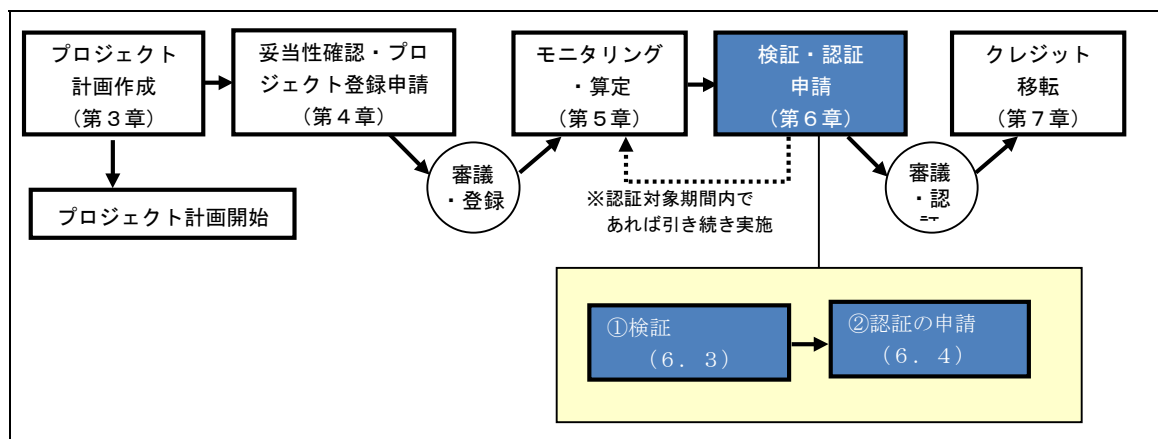 プロジェクト
計画作成
（第３章）
妥当性確認・プロ
ジェクト登録申請
（第４章）
モニタリング
・算定
（第５章）
検証・認証
申請
（第６章）
クレジット
移転
（第７章）
審議
・登録
審議
・認
プロジェクト計画開始
※認証対象期間内で
あれば引き続き実施
①検証
（６．３）
②認証の申請
（６．４）